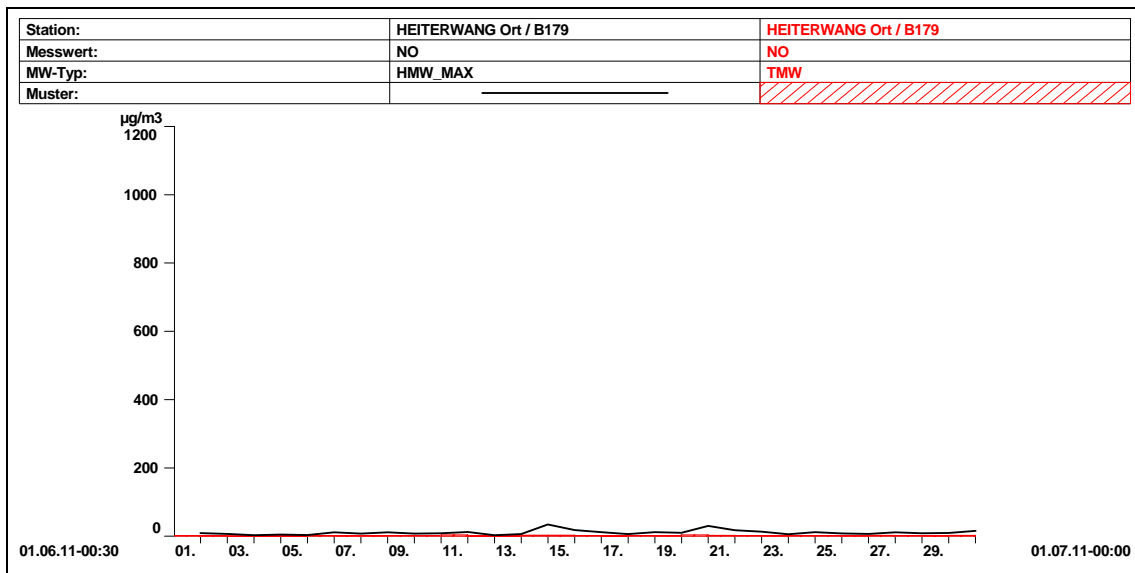 Station: HEITERWANG Ort / B179 HEITERWANG Ort / B179
Messwert: NO NO
MW-Typ: HMW_MAX TMW
Muster:
µg/m3
1200
1000
800
600
400
200
0
01.06.11-00:30 01. 03. 05. 07. 09. 11. 13. 15. 17. 19. 21. 23. 25. 27. 29. 01.07.11-00:00